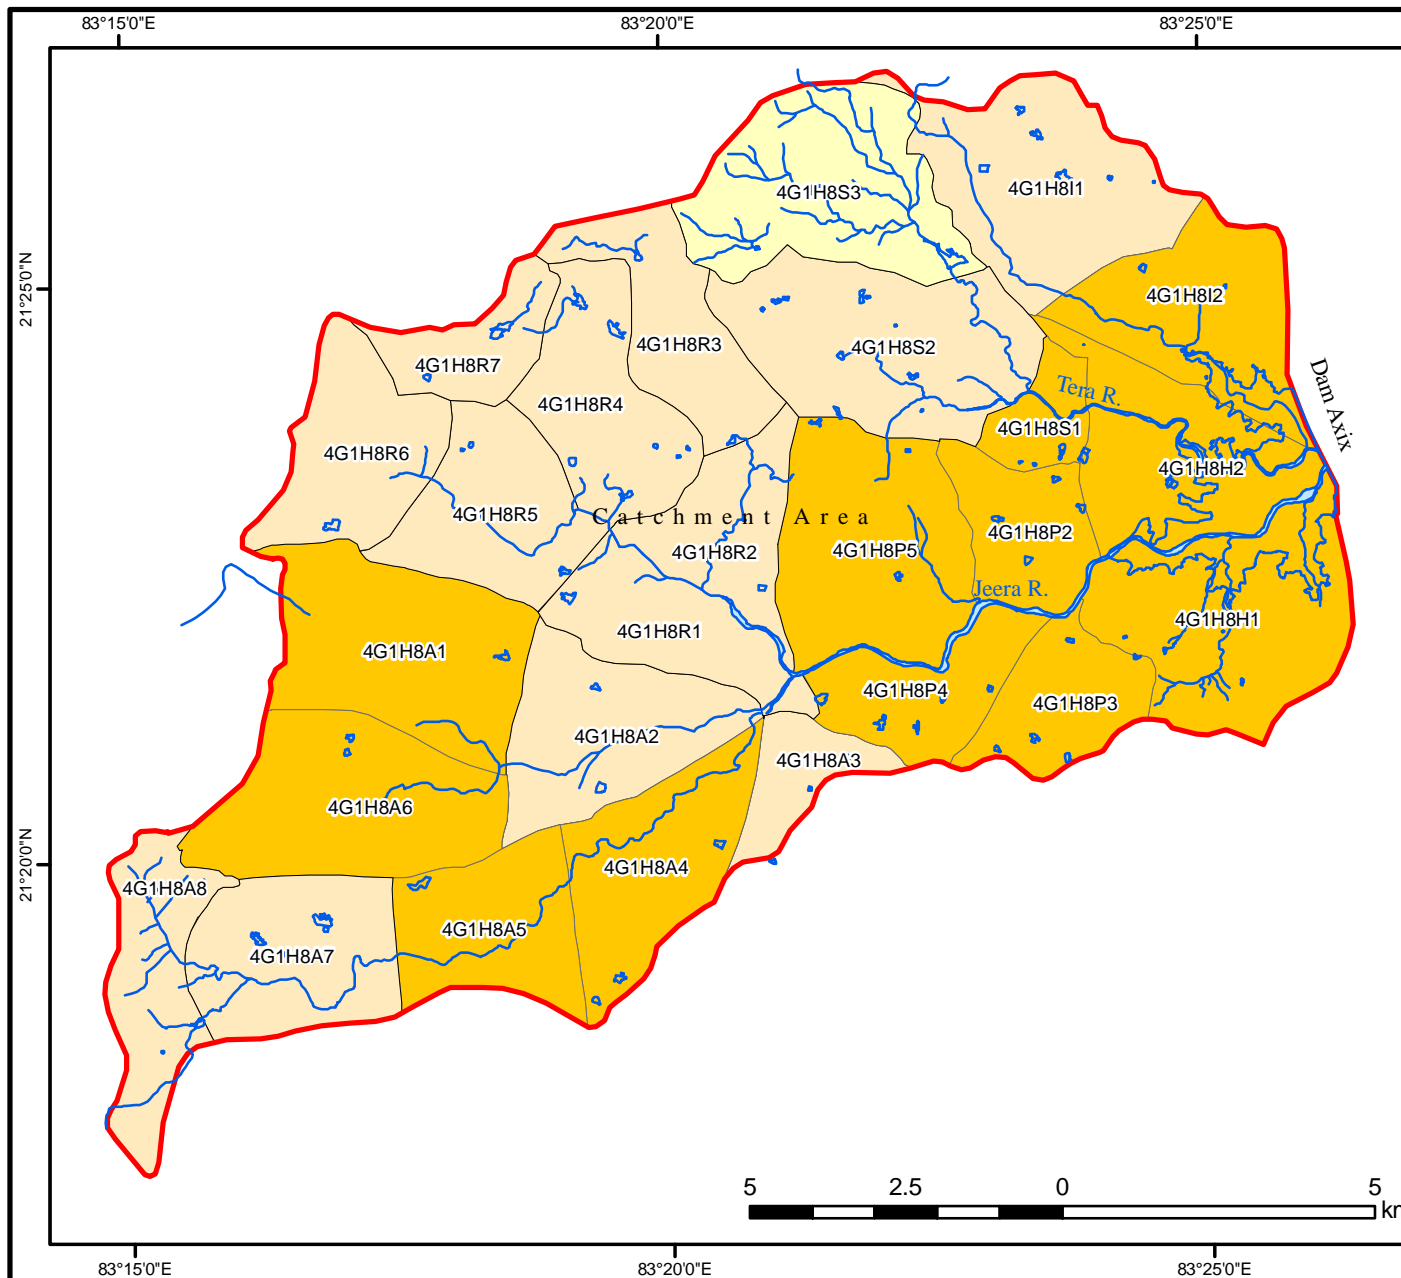 83°15'0"E
83°20'0"E
83°25'0"E
4G1H8S3
4G1H8I1
21°25'0"N
4G1H8I2
4G1H8R3
4G1H8S2
4G1H8R7
Dam Axix
Tera R.
4G1H8R4
4G1H8S1
4G1H8R6
4G1H8H2
4G1H8R5
Catchment Area
4G1H8P2
4G1H8R2
4G1H8P5
Jeera R.
4G1H8H1
4G1H8R1
4G1H8A1
4G1H8P4
4G1H8P3
4G1H8A2
4G1H8A3
4G1H8A6
21°20'0"N
4G1H8A4
4G1H8A8
4G1H8A5
4G1H8A7
5 2.5 0 5
km
83°15'0"E
83°20'0"E
83°25'0"E